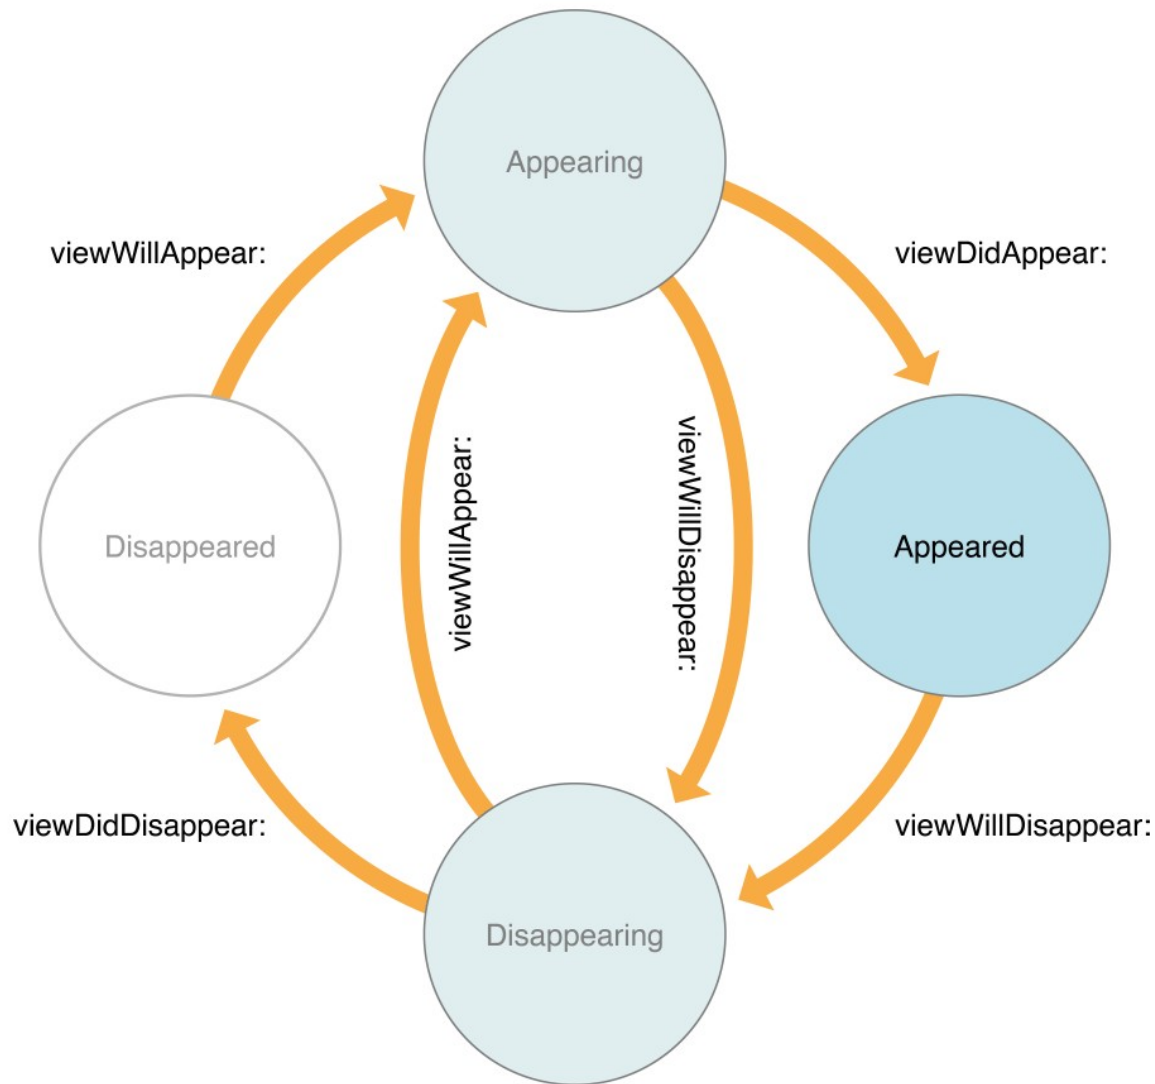 Appearing
viewWillAppear:
viewDidAppear:
viewWillAppear:
viewWillDisappear:
Disappeared
Appeared
viewDidDisappear:
viewWillDisappear:
Disappearing